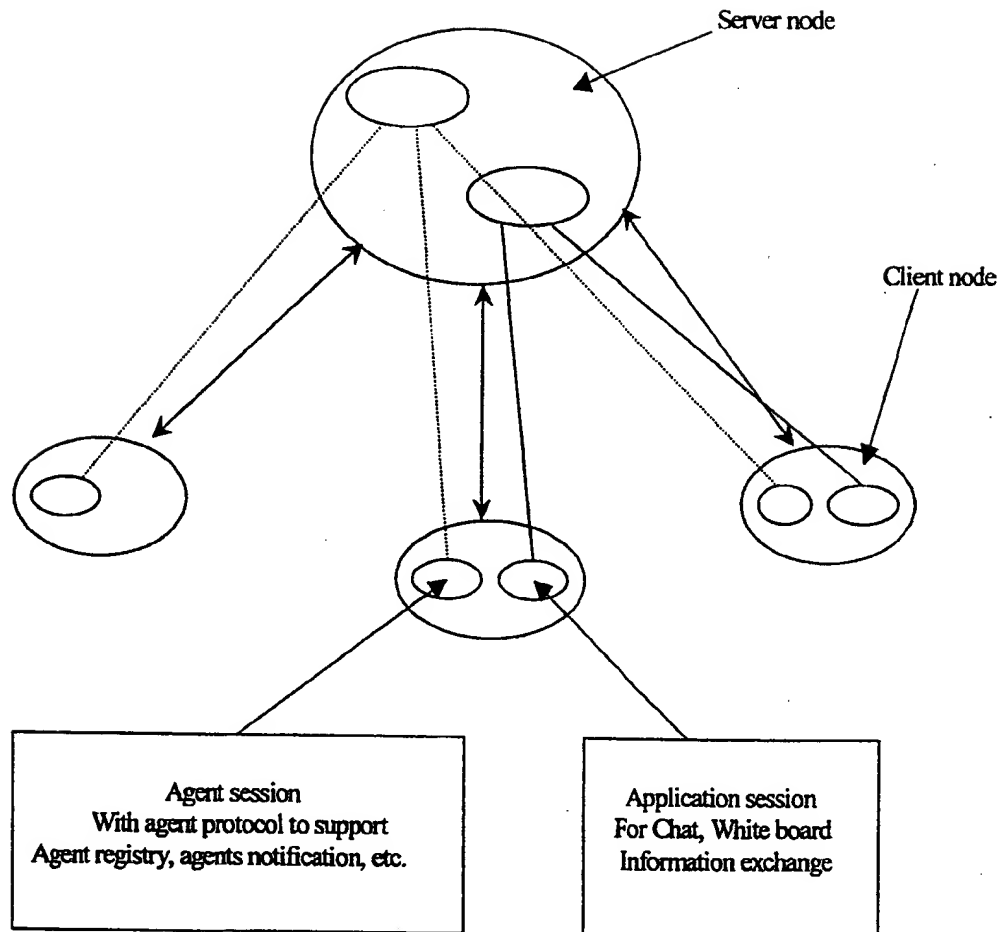 Server node
Client node
Agent session
With agent protocol to support
Agent registry, agents notification, etc.
Application session
For Chat, White board
Information exchange